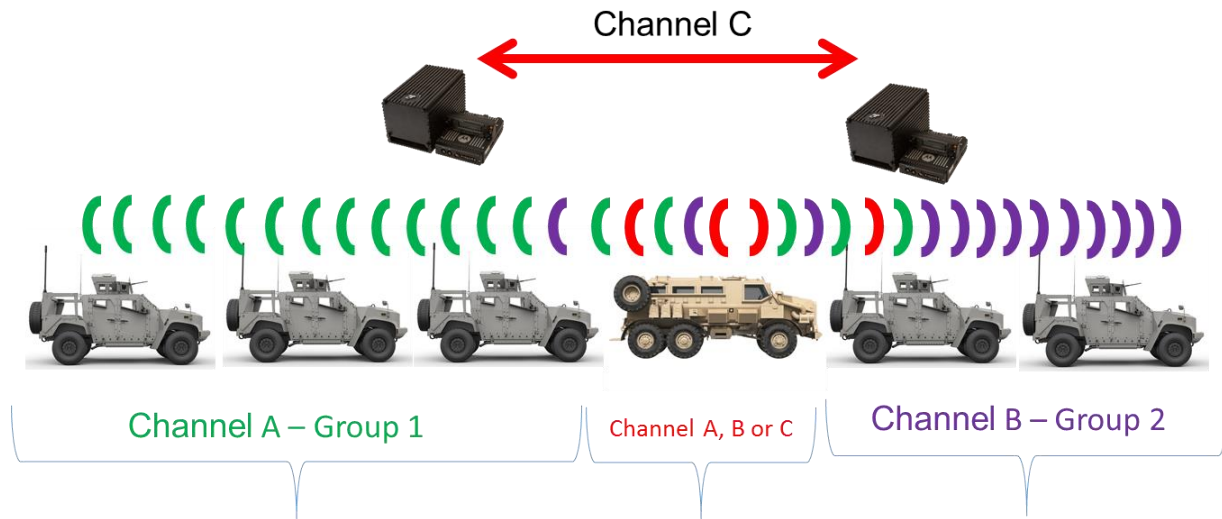 Channel C
Channel A – Group 1
Channel A, B or C
Channel B – Group 2